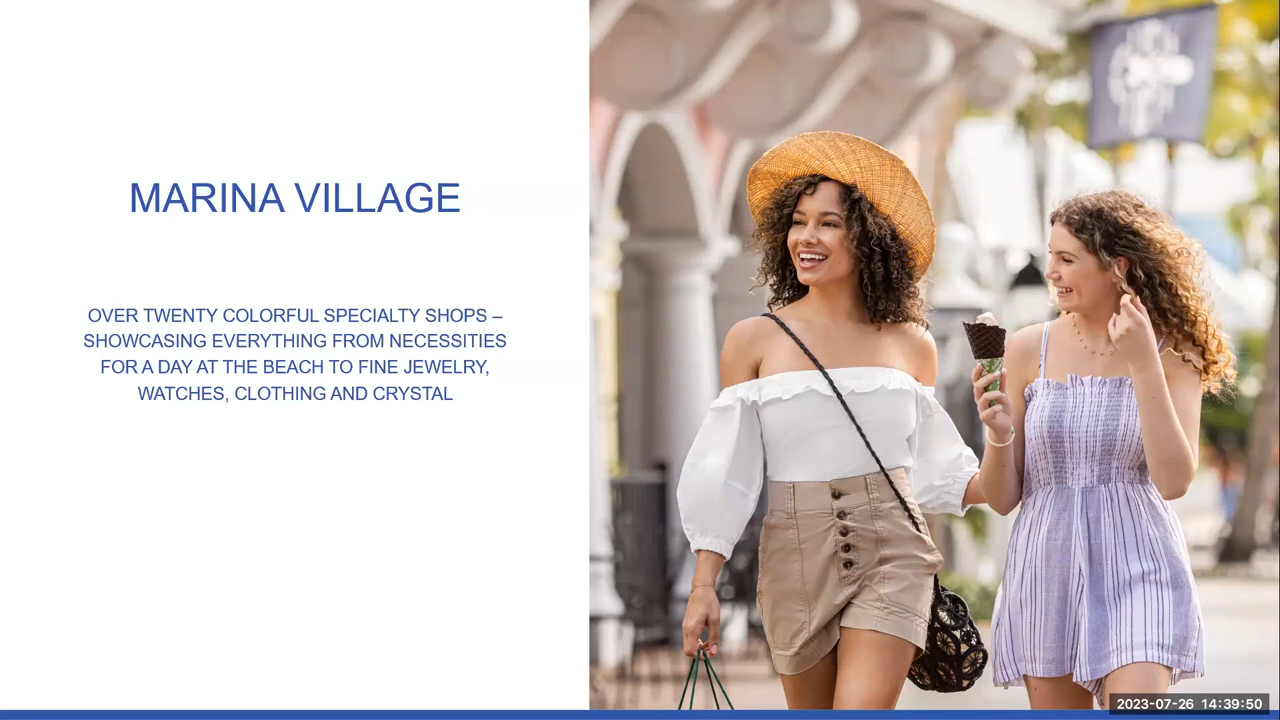 MARINA VILLAGE
OVER TWENTY COLORFUL SPECIALTY SHOPS –
SHOWCASING EVERYTHING FROM NECESSITIES
FOR A DAY AT THE BEACH TO FINE JEWELRY,
WATCHES, CLOTHING AND CRYSTAL
2023-07-26 14:39:50